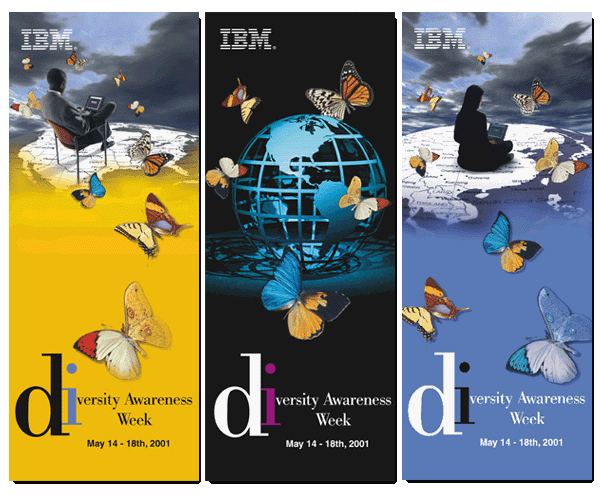 IBM®
diversity Awareness
Week
May 14 - 18th, 2001
IBM®
diversity Awareness
Week
May 14 - 18th, 2001
IBM®
diversity Awareness
Week
May 14 - 18th, 2001